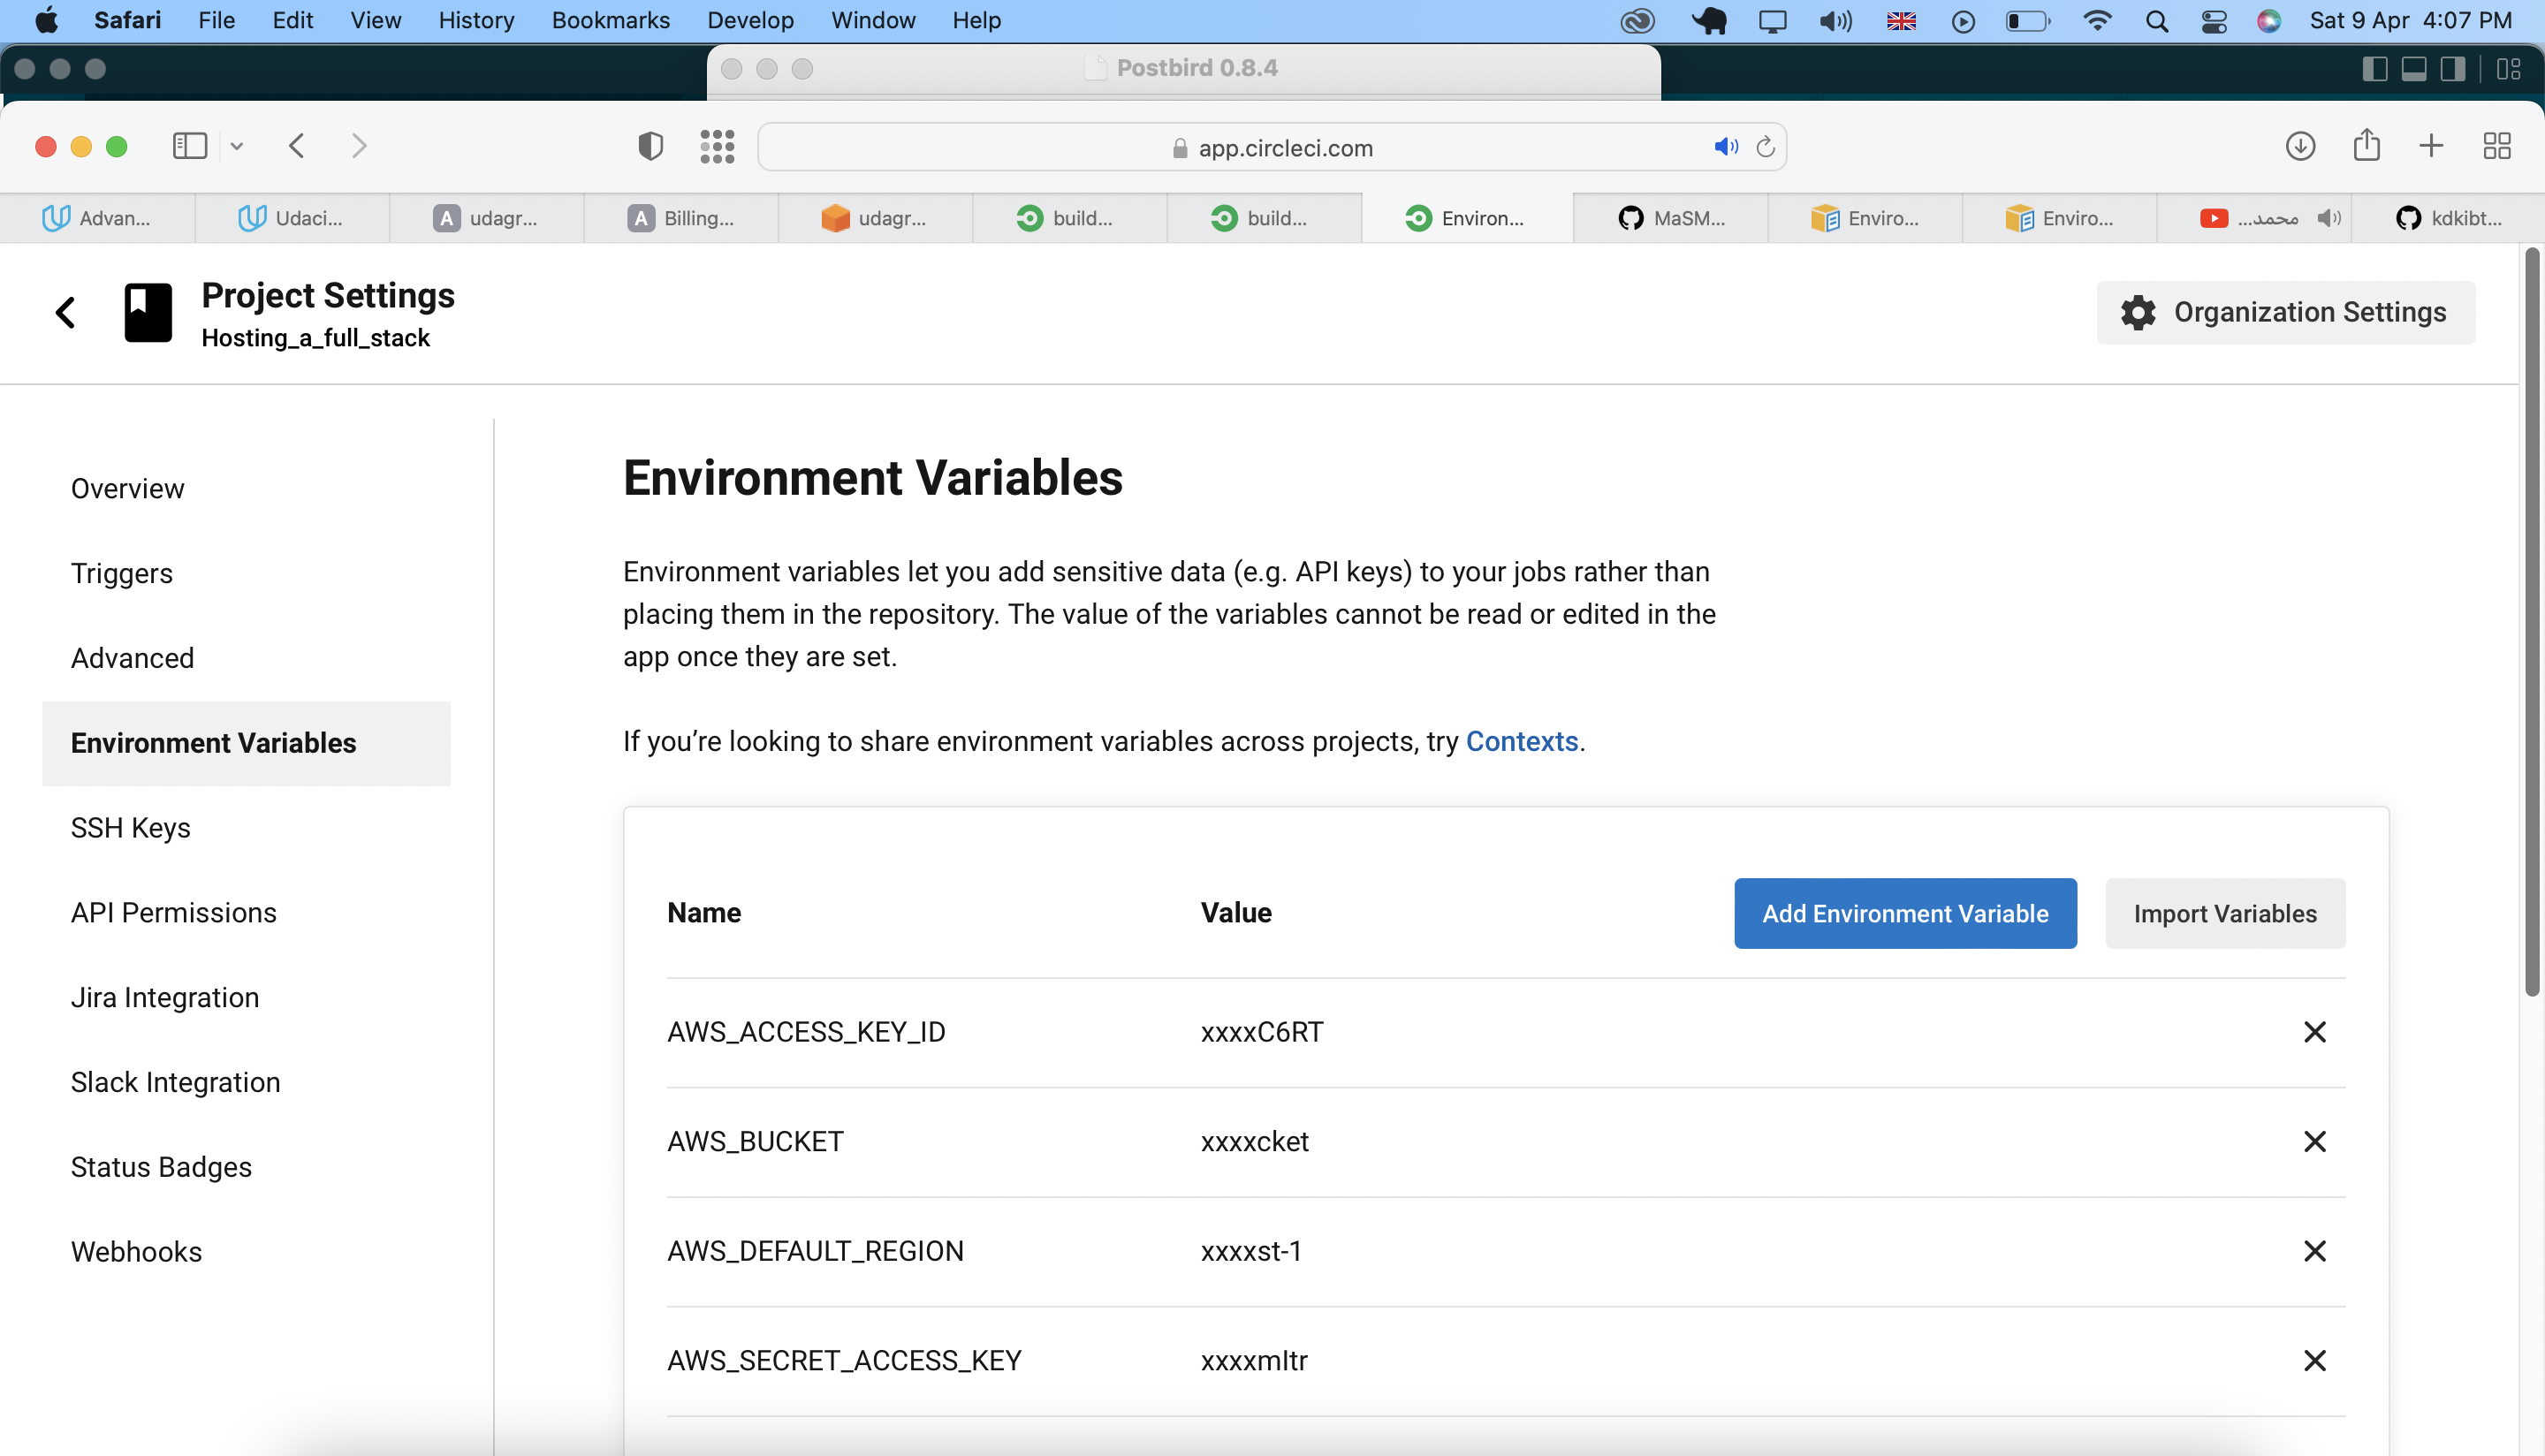 Safari File Edit View History Bookmarks Develop Window Help Sat 9 Apr 4:07 PM
Postbird 0.8.4
app.circleci.com
Advan... Udaci... udagr... Billing... udagr... build... build... Environ... MaSM... Enviro... Enviro... محمد... kdkibt...
Project Settings
Hosting_a_full_stack
Organization Settings
Overview
Triggers
Advanced
Environment Variables
SSH Keys
API Permissions
Jira Integration
Slack Integration
Status Badges
Webhooks
Environment Variables
Environment variables let you add sensitive data (e.g. API keys) to your jobs rather than
placing them in the repository. The value of the variables cannot be read or edited in the
app once they are set.
If you’re looking to share environment variables across projects, try Contexts.
Name Value Add Environment Variable Import Variables
AWS_ACCESS_KEY_ID xxxxC6RT
AWS_BUCKET xxxxcket
AWS_DEFAULT_REGION xxxxst-1
AWS_SECRET_ACCESS_KEY xxxxmItr